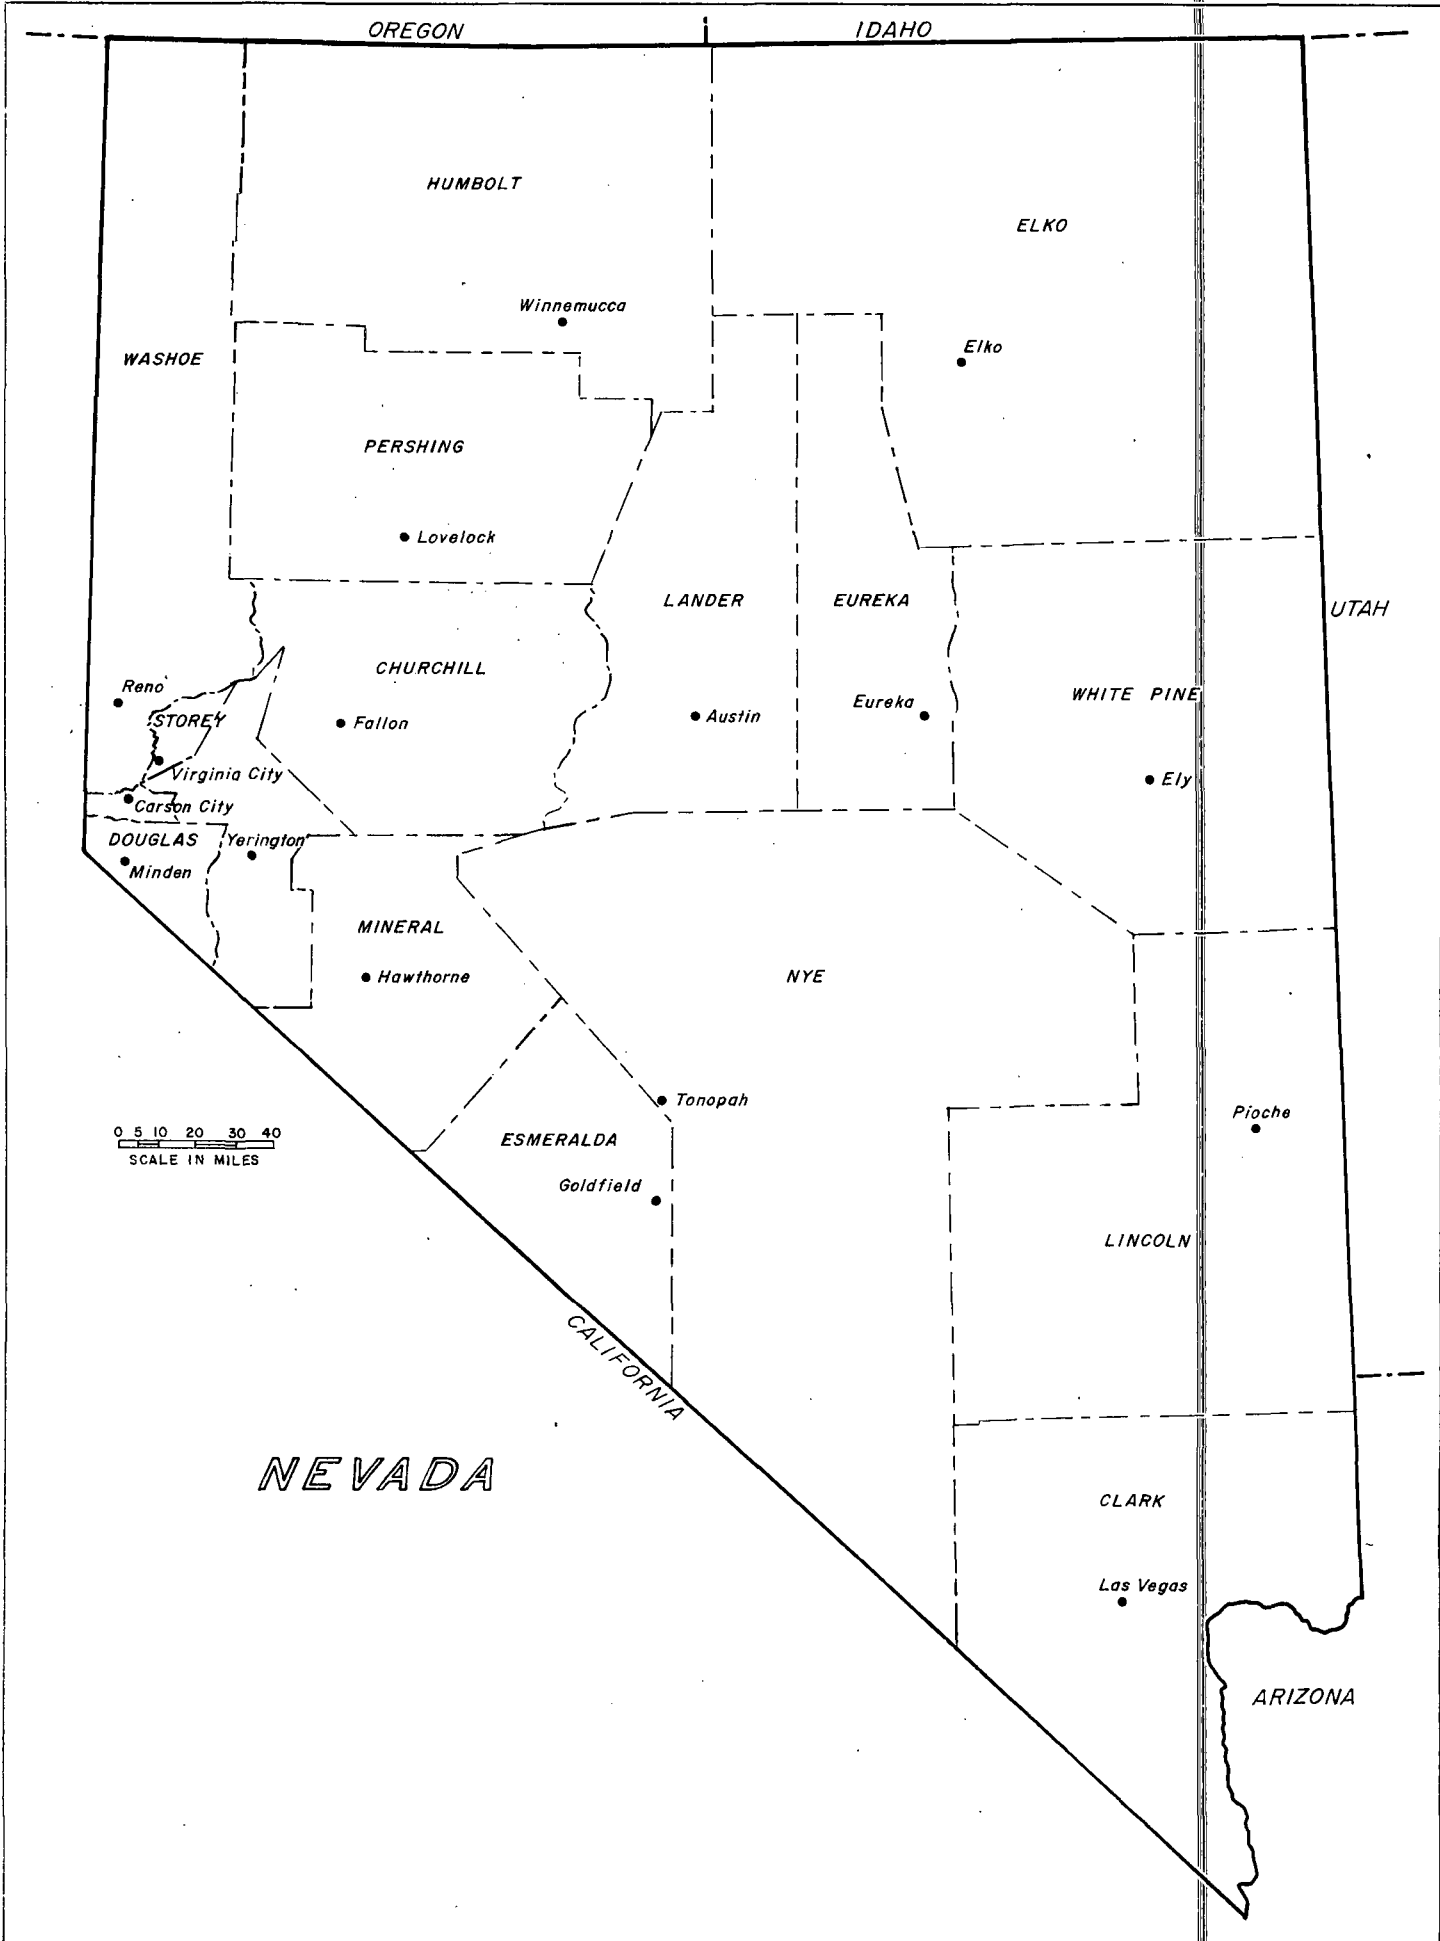 OREGON
IDAHO
HUMBOLT
ELKO
Winnemucca
Elko
WASHOE
PERSHING
Lovelock
LANDER
EUREKA
UTAH
CHURCHILL
Reno
WHITE PINE
STOREY
Fallon
Austin
Eureka
Virginia City
Ely
Carson City
DOUGLAS
Yerington
Minden
MINERAL
Hawthorne
NYE
Tonopah
Pioche
0 5 10 20 30 40
SCALE IN MILES
ESMERALDA
Goldfield
LINCOLN
CALIFORNIA
NEVADA
CLARK
Las Vegas
ARIZONA